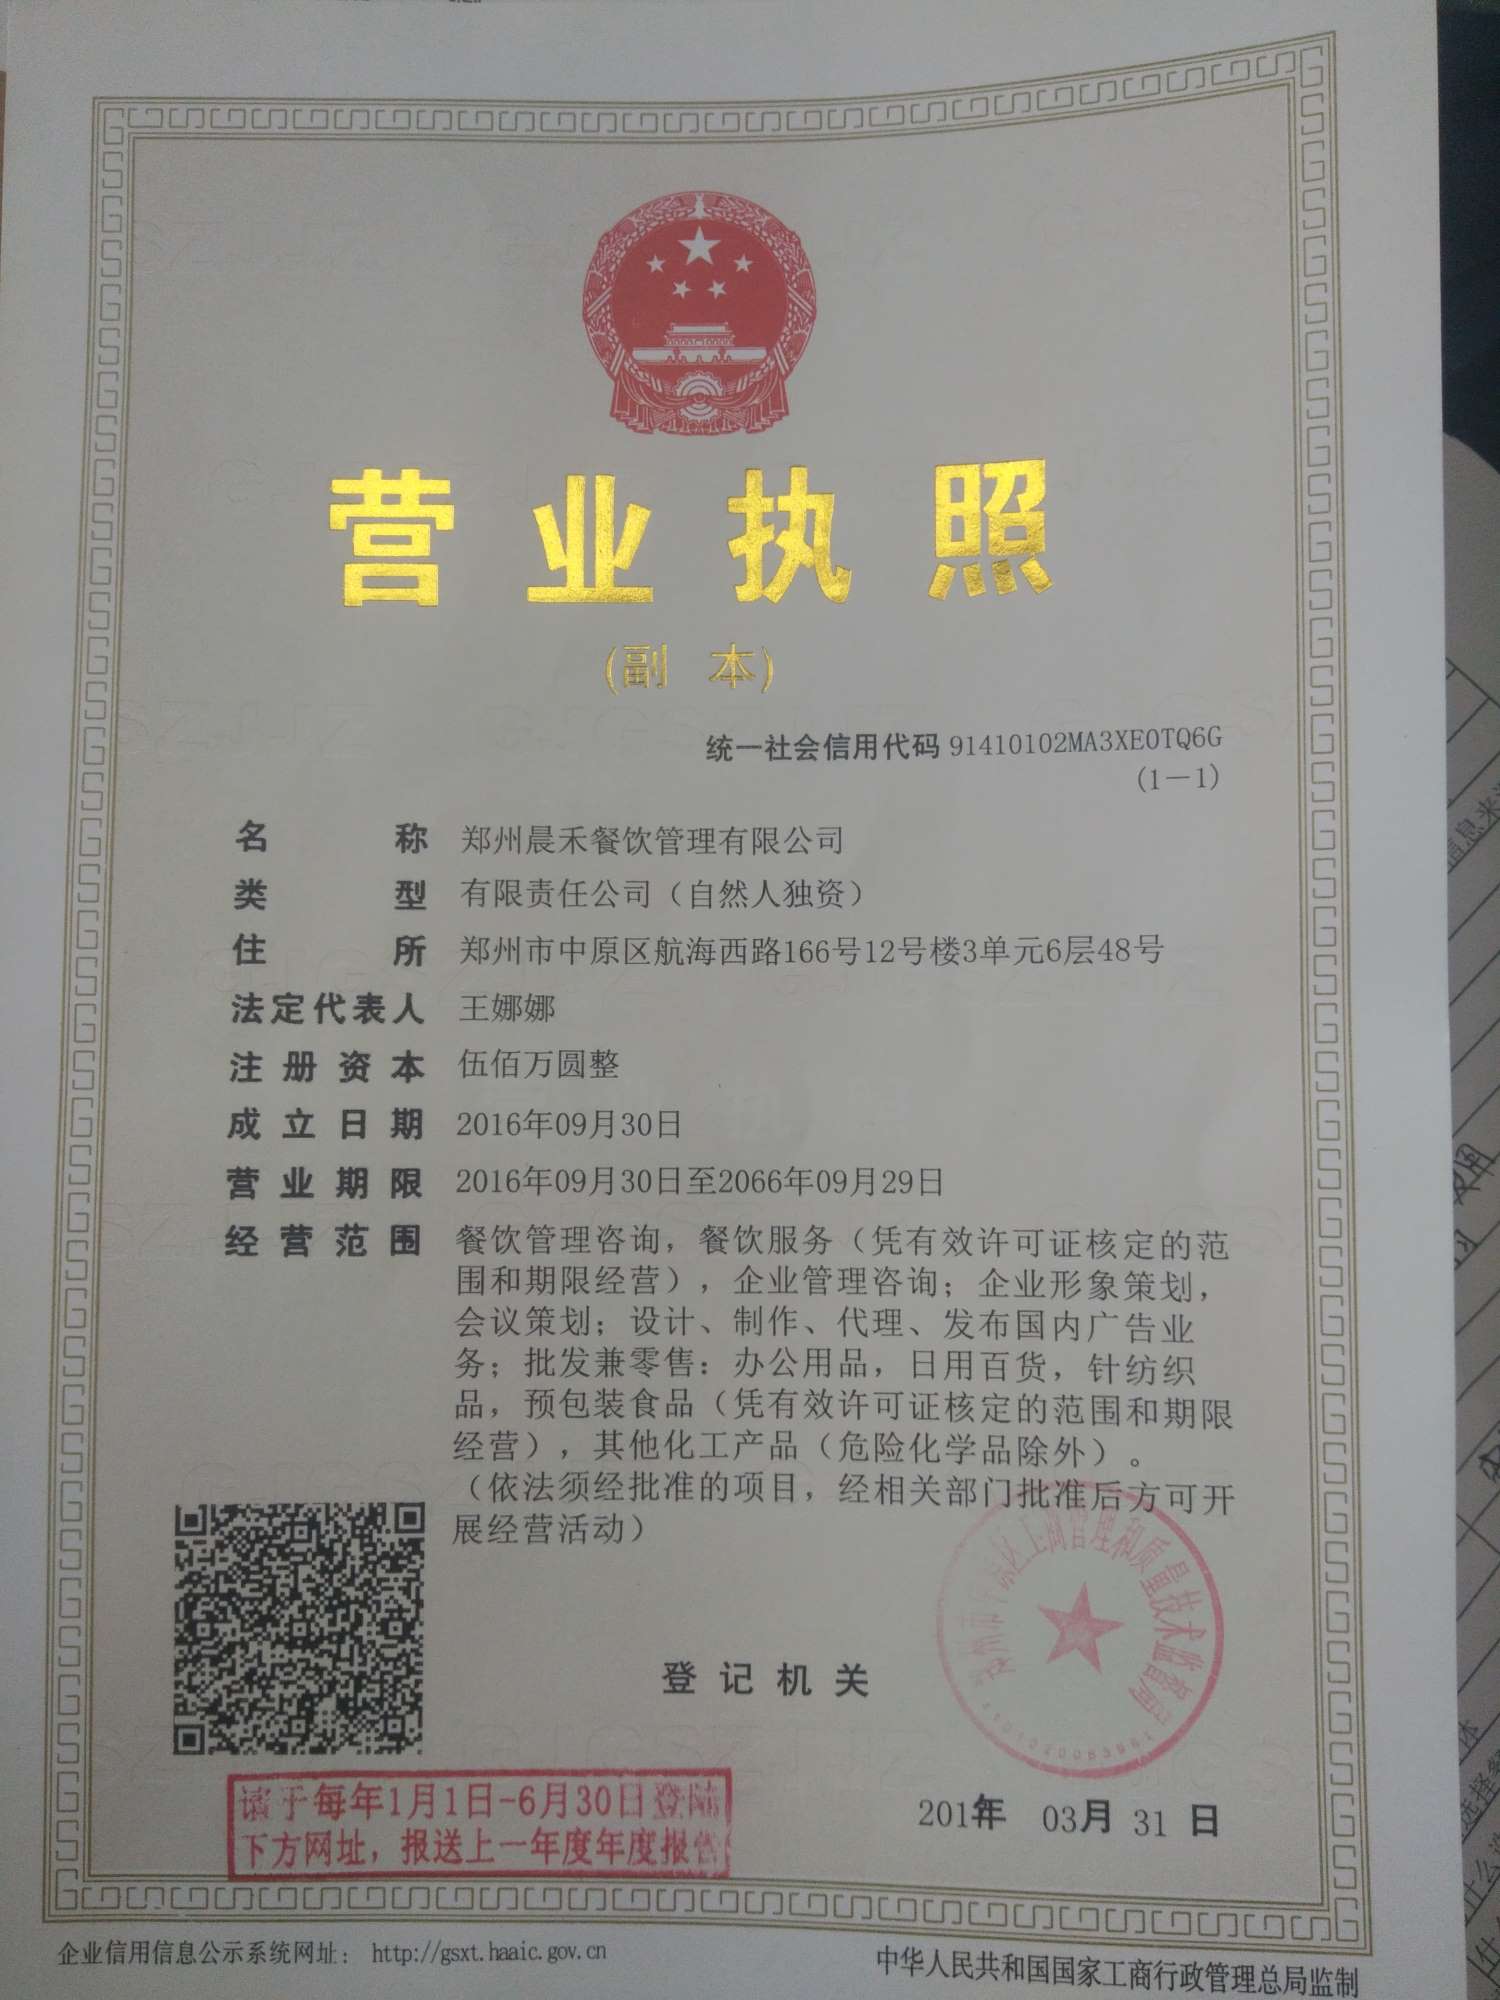 营业执照
(副 本)
统一社会信用代码 91410102MA3XE0TQ6G
(1-1)
名 称 郑州晨禾餐饮管理有限公司
类 型 有限责任公司（自然人独资）
住 所 郑州市中原区航海西路166号12号楼3单元6层48号
法定代表人 王娜娜
注册资本 伍佰万圆整
成立日期 2016年09月30日
营业期限 2016年09月30日至2066年09月29日
经营范围 餐饮管理咨询，餐饮服务（凭有效许可证核定的范
围和期限经营），企业管理咨询；企业形象策划，
会议策划；设计、制作、代理、发布国内广告业
务；批发兼零售：办公用品，日用百货，针纺织
品，预包装食品（凭有效许可证核定的范围和期限
经营），其他化工产品（危险化学品除外）。
（依法须经批准的项目，经相关部门批准后方可开
展经营活动）
区工商管理和质量技术监督局
登记机关
201年 03月 31 日
请于每年1月1日-6月30日登陆
下方网址，报送上一年度年度报告
企业信用信息公示系统网址： http://gsxt.haaic.gov.cn
中华人民共和国国家工商行政管理总局监制